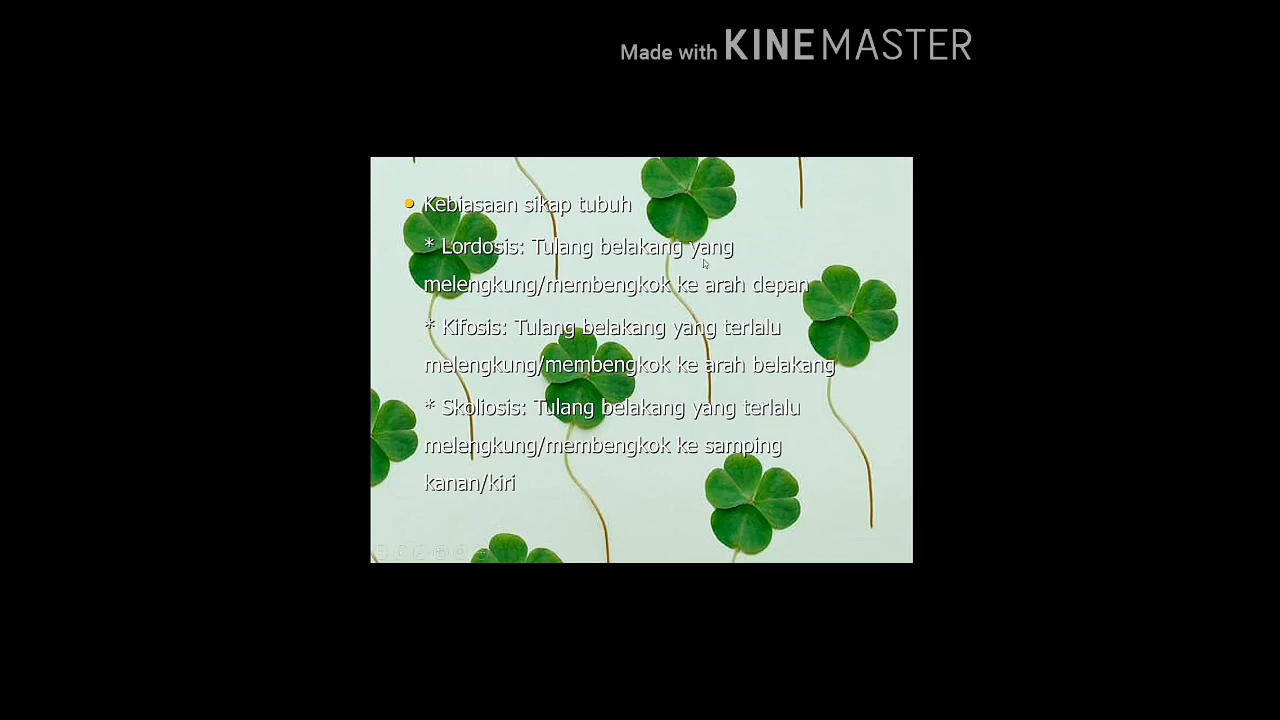 Made with KINEMASTER
• Kebiasaan sikap tubuh
* Lordosis: Tulang belakang yang
melengkung/membengkok ke arah depan
* Kifosis: Tulang belakang yang terlalu
melengkung/membengkok ke arah belakang
* Skoliosis: Tulang belakang yang terlalu
melengkung/membengkok ke samping
kanan/kiri